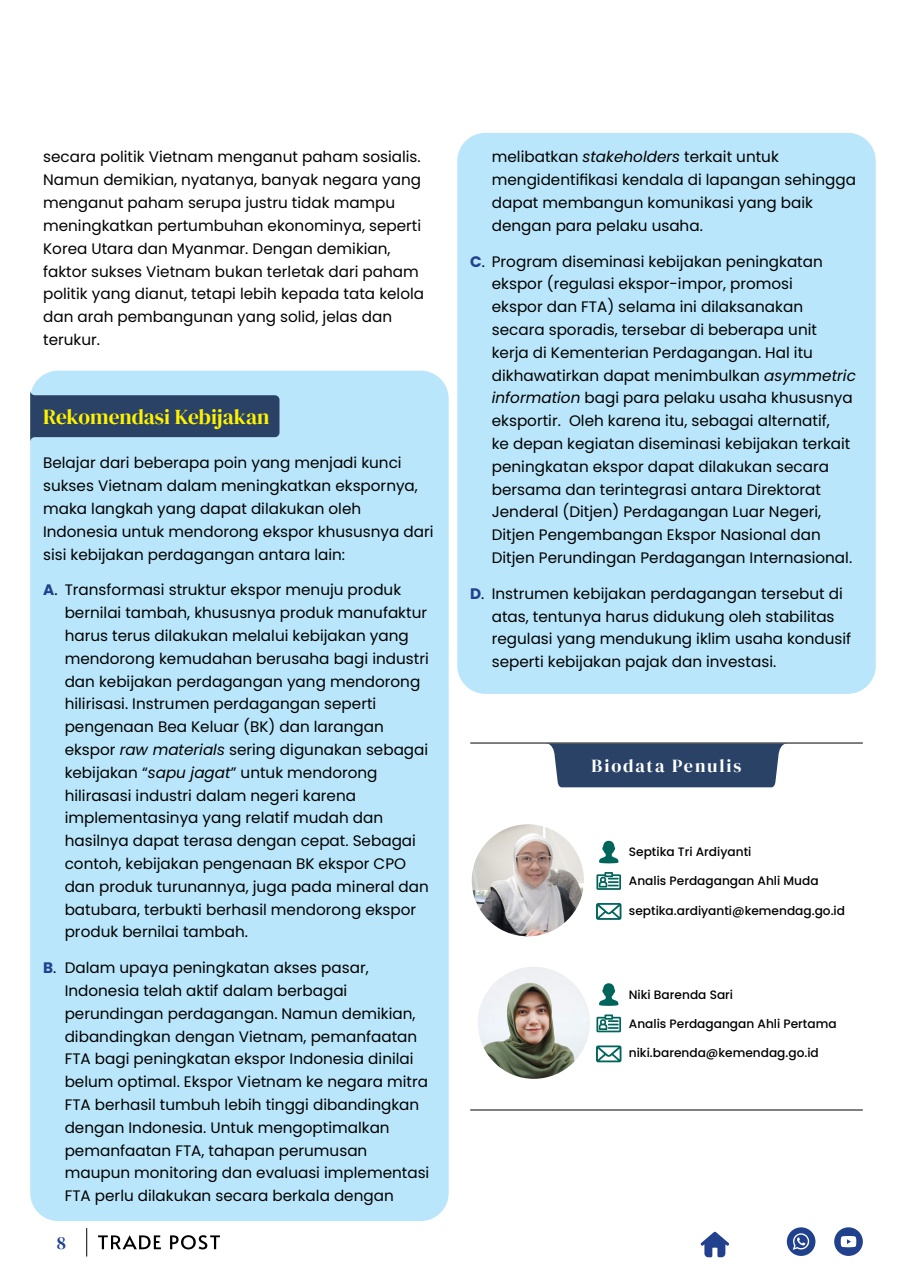 secara politik Vietnam menganut paham sosialis.
Namun demikian, nyatanya, banyak negara yang
menganut paham serupa justru tidak mampu
meningkatkan pertumbuhan ekonominya, seperti
Korea Utara dan Myanmar. Dengan demikian,
faktor sukses Vietnam bukan terletak dari paham
politik yang dianut, tetapi lebih kepada tata kelola
dan arah pembangunan yang solid, jelas dan
terukur.
Rekomendasi Kebijakan
Belajar dari beberapa poin yang menjadi kunci
sukses Vietnam dalam meningkatkan ekspornya,
maka langkah yang dapat dilakukan oleh
Indonesia untuk mendorong ekspor khususnya dari
sisi kebijakan perdagangan antara lain:
A. Transformasi struktur ekspor menuju produk
bernilai tambah, khususnya produk manufaktur
harus terus dilakukan melalui kebijakan yang
mendorong kemudahan berusaha bagi industri
dan kebijakan perdagangan yang mendorong
hilirisasi. Instrumen perdagangan seperti
pengenaan Bea Keluar (BK) dan larangan
ekspor raw materials sering digunakan sebagai
kebijakan “sapu jagat” untuk mendorong
hilirasasi industri dalam negeri karena
implementasinya yang relatif mudah dan
hasilnya dapat terasa dengan cepat. Sebagai
contoh, kebijakan pengenaan BK ekspor CPO
dan produk turunannya, juga pada mineral dan
batubara, terbukti berhasil mendorong ekspor
produk bernilai tambah.
B. Dalam upaya peningkatan akses pasar,
Indonesia telah aktif dalam berbagai
perundingan perdagangan. Namun demikian,
dibandingkan dengan Vietnam, pemanfaatan
FTA bagi peningkatan ekspor Indonesia dinilai
belum optimal. Ekspor Vietnam ke negara mitra
FTA berhasil tumbuh lebih tinggi dibandingkan
dengan Indonesia. Untuk mengoptimalkan
pemanfaatan FTA, tahapan perumusan
maupun monitoring dan evaluasi implementasi
FTA perlu dilakukan secara berkala dengan
melibatkan stakeholders terkait untuk
mengidentifikasi kendala di lapangan sehingga
dapat membangun komunikasi yang baik
dengan para pelaku usaha.
C. Program diseminasi kebijakan peningkatan
ekspor (regulasi ekspor-impor, promosi
ekspor dan FTA) selama ini dilaksanakan
secara sporadis, tersebar di beberapa unit
kerja di Kementerian Perdagangan. Hal itu
dikhawatirkan dapat menimbulkan asymmetric
information bagi para pelaku usaha khususnya
eksportir. Oleh karena itu, sebagai alternatif,
ke depan kegiatan diseminasi kebijakan terkait
peningkatan ekspor dapat dilakukan secara
bersama dan terintegrasi antara Direktorat
Jenderal (Ditjen) Perdagangan Luar Negeri,
Ditjen Pengembangan Ekspor Nasional dan
Ditjen Perundingan Perdagangan Internasional.
D. Instrumen kebijakan perdagangan tersebut di
atas, tentunya harus didukung oleh stabilitas
regulasi yang mendukung iklim usaha kondusif
seperti kebijakan pajak dan investasi.
Biodata Penulis
Septika Tri Ardiyanti
Analis Perdagangan Ahli Muda
septika.ardiyanti@kemendag.go.id
Niki Barenda Sari
Analis Perdagangan Ahli Pertama
niki.barenda@kemendag.go.id
8 TRADE POST